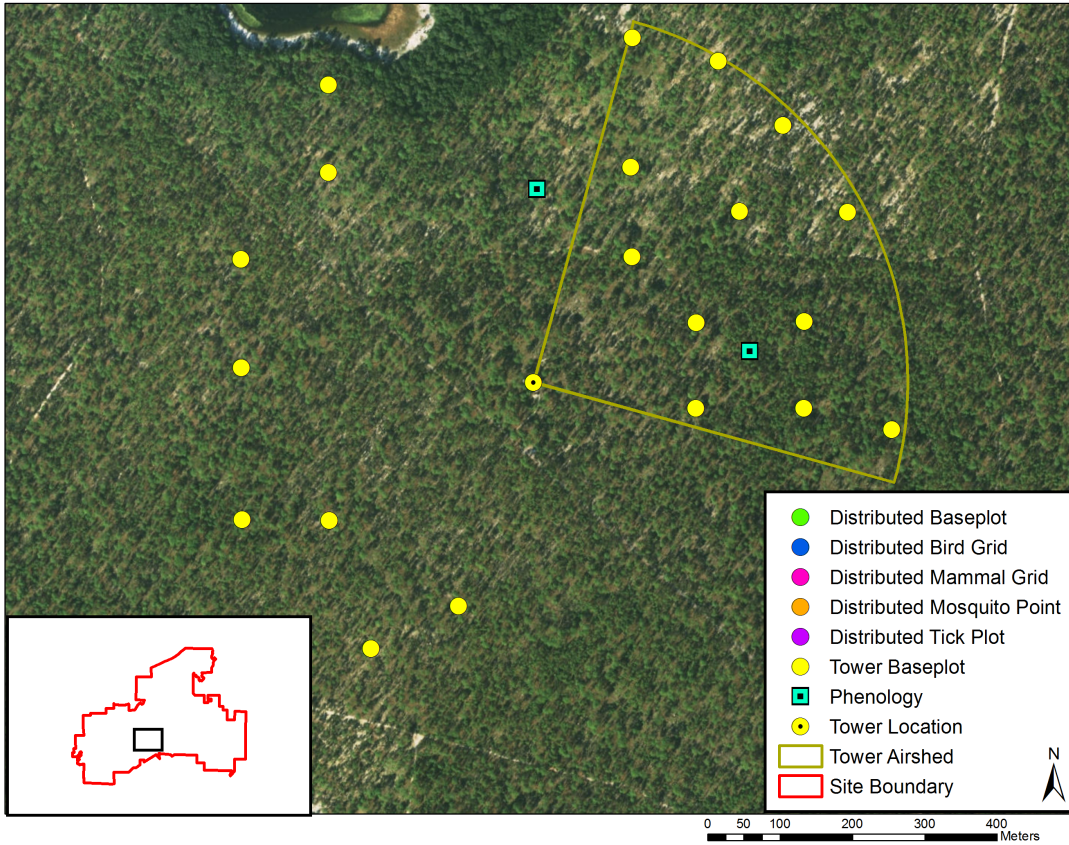 Distributed Baseplot
Distributed Bird Grid
Distributed Mammal Grid
Distributed Mosquito Point
Distributed Tick Plot
Tower Baseplot
Phenology
Tower Location
Tower Airshed
Site Boundary
N
0 50 100 200 300 400
Meters